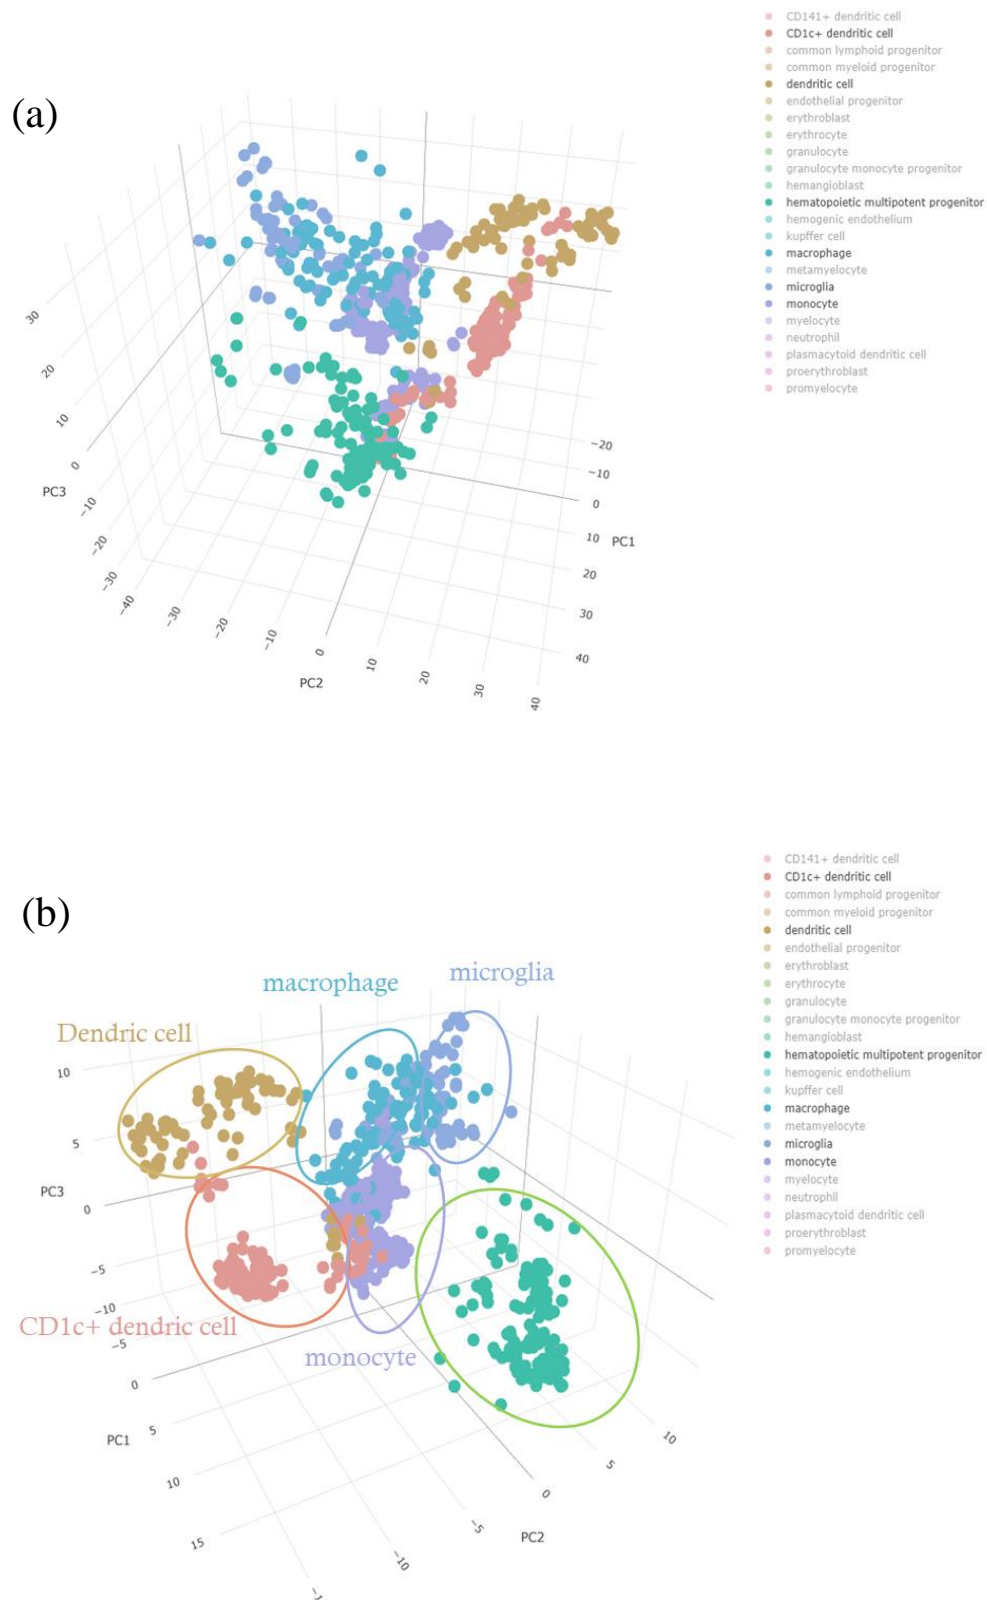 (a)
CD141+ dendritic cell
CD1c+ dendritic cell
common lymphoid progenitor
common myeloid progenitor
dendritic cell
endothelial progenitor
erythroblast
erythrocyte
granulocyte
granulocyte monocyte progenitor
hemangioblast
hematopoietic multipotent progenitor
hemogenic endothelium
kupffer cell
macrophage
metamyelocyte
microglia
monocyte
myelocyte
neutrophil
plasmacytoid dendritic cell
proerythroblast
promyelocyte
30
20
10
0
PC3
−10
−20
−30
−40
−30
−20
−10
0
PC2
10
20
30
40
−20
−10
0
10
PC1
20
30
40
(b)
CD141+ dendritic cell
CD1c+ dendritic cell
common lymphoid progenitor
common myeloid progenitor
dendritic cell
endothelial progenitor
erythroblast
erythrocyte
granulocyte
granulocyte monocyte progenitor
hemangioblast
hematopoietic multipotent progenitor
hemogenic endothelium
kupffer cell
macrophage
metamyelocyte
microglia
monocyte
myelocyte
neutrophil
plasmacytoid dendritic cell
proerythroblast
promyelocyte
microglia
macrophage
Dendric cell
10
5
PC3
0
−5
−10
CD1c+ dendric cell
−5
monocyte
0
PC1
5
10
15
10
5
0
PC2
−5
−10